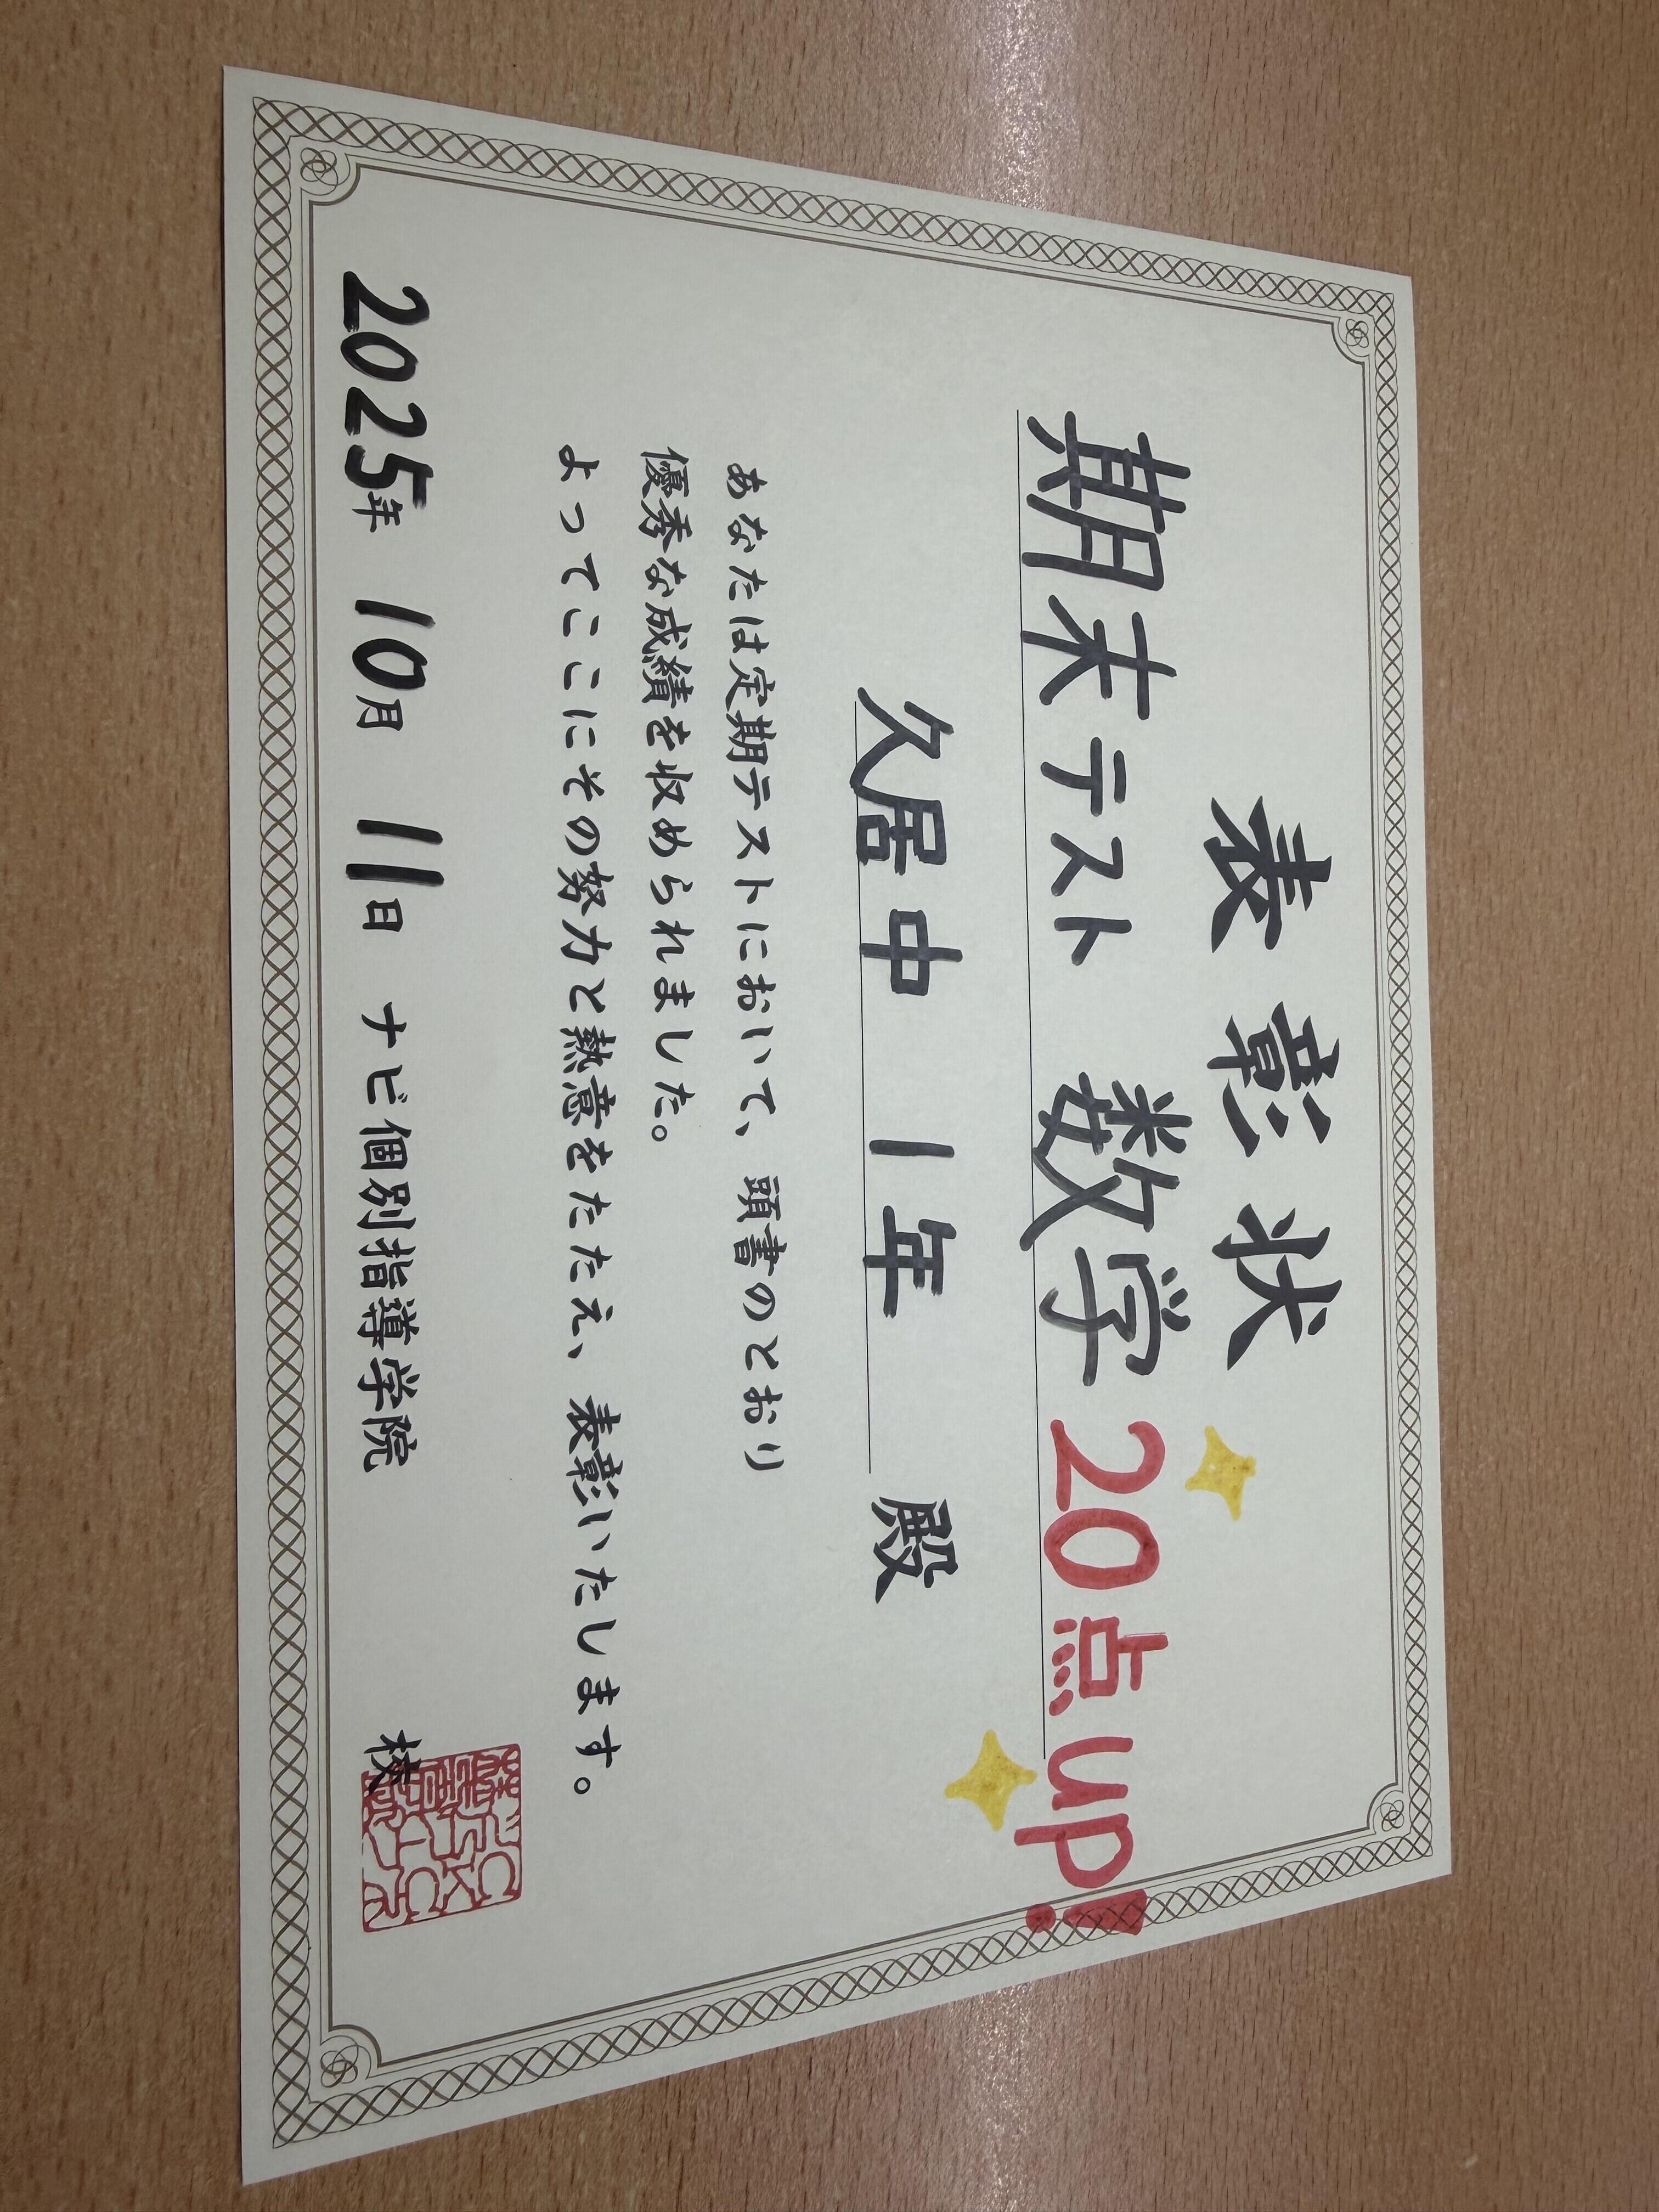 表彰状
期末テスト 数学 20点up!
久居中 1年 殿
あなたは定期テストにおいて、頭書のとおり
優秀な成績を収められました。
よってここにその努力と熱意をたたえ、表彰いたします。
2025年 10月 11日 ナビ個別指導学院 校